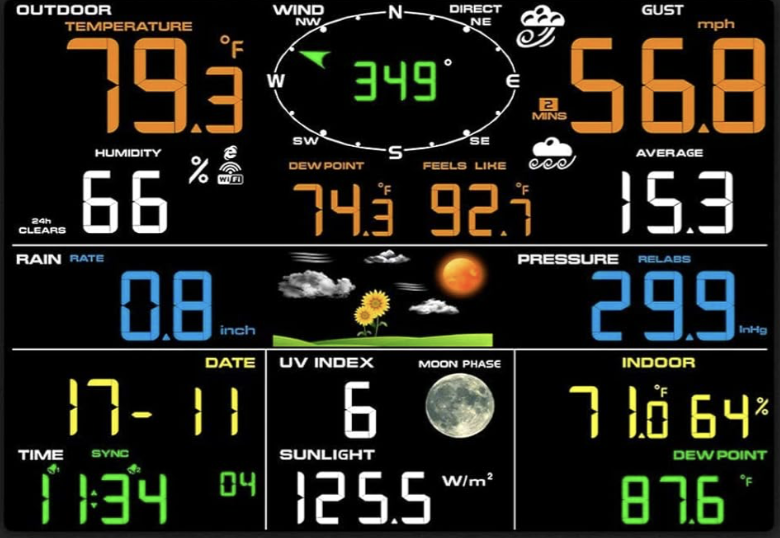 OUTDOOR
TEMPERATURE
79.3 °F
WIND
DIRECT
N
NE
E
SE
S
SW
W
NW
349°
GUST
mph
2 MINS
56.8
HUMIDITY
66 %
WiFi
24h
CLEARS
DEW POINT
74.3 °F
FEELS LIKE
92.7 °F
AVERAGE
15.3
RAIN RATE
0.8 inch
PRESSURE RELABS
29.9 InHg
DATE
17- 11
UV INDEX
6
MOON PHASE
INDOOR
71.0 °F 64%
TIME SYNC
11:34 04
SUNLIGHT
125.5 W/m²
DEW POINT
87.6 °F